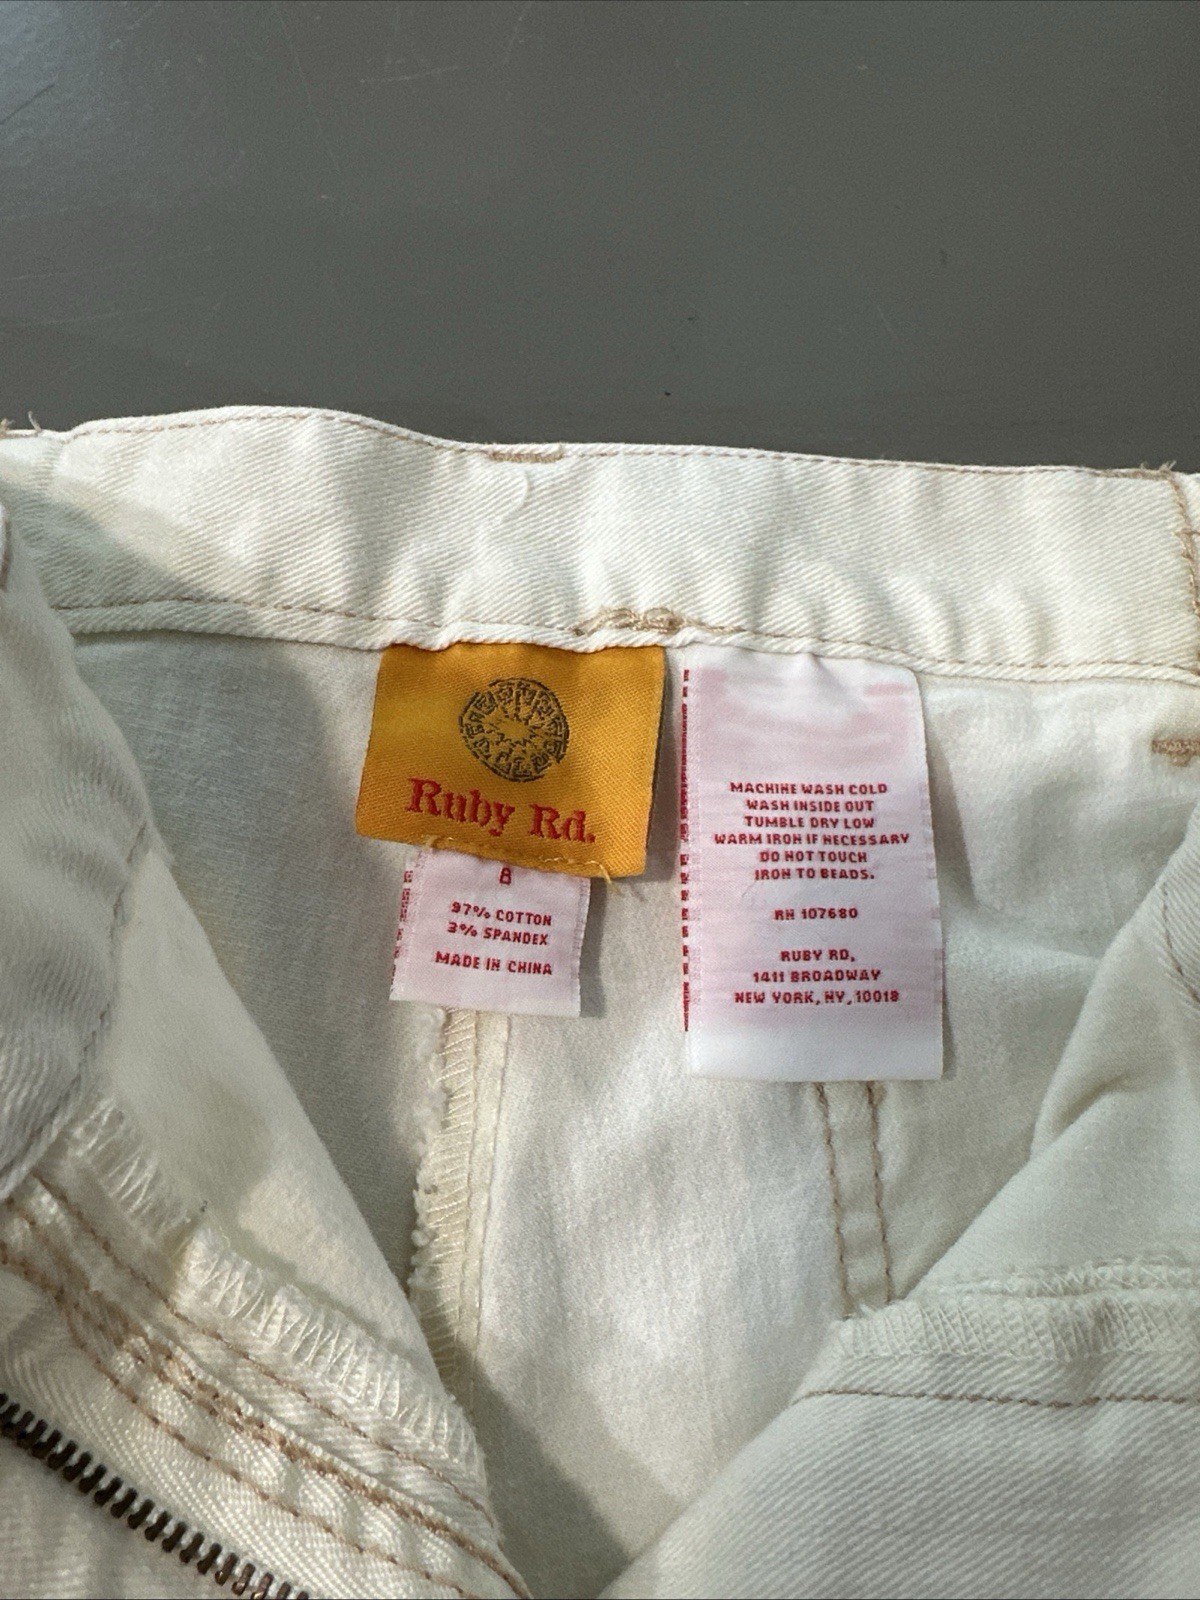 Ruby Rd.
8
97% COTTON
3% SPANDEX
MADE IN CHINA
MACHINE WASH COLD
WASH INSIDE OUT
TUMBLE DRY LOW
WARM IRON IF NECESSARY
DO NOT TOUCH
IRON TO BEADS.
RN 107680
RUBY RD,
1411 BROADWAY
NEW YORK, NY, 10018